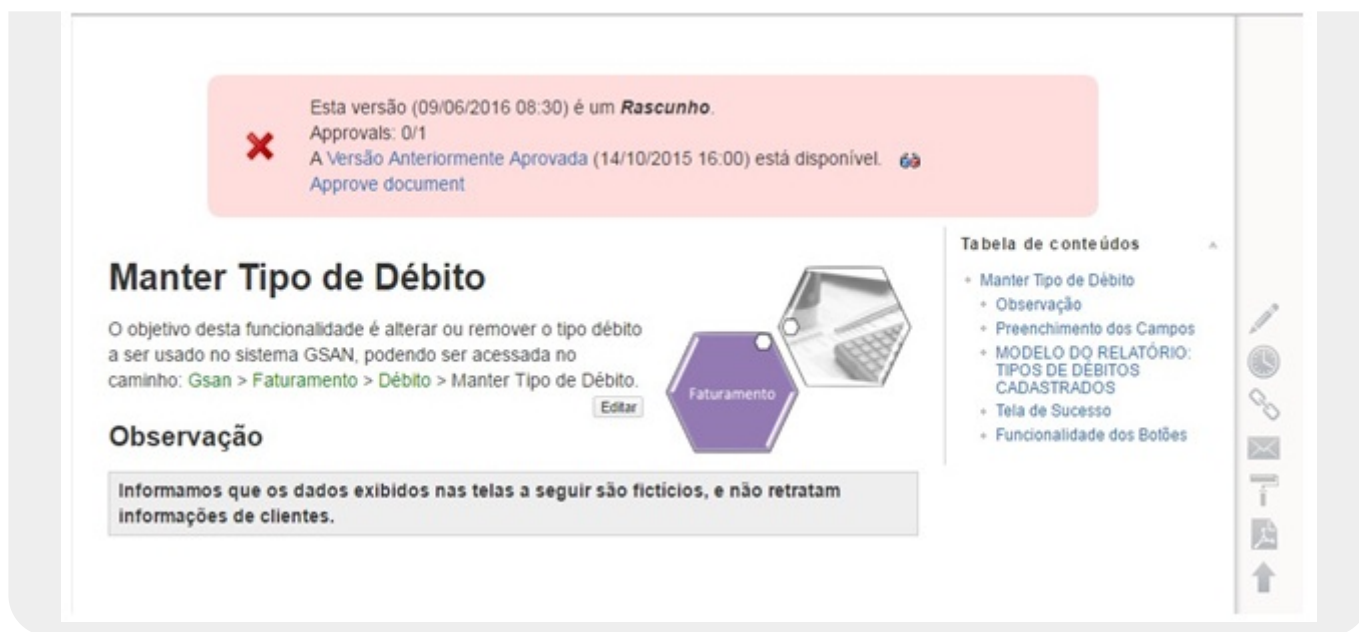 Esta versão (09/06/2016 08:30) é um Rascunho.
Approvals: 0/1
A Versão Anteriormente Aprovada (14/10/2015 16:00) está disponível.
Approve document
Manter Tipo de Débito
O objetivo desta funcionalidade é alterar ou remover o tipo débito
a ser usado no sistema GSAN, podendo ser acessada no
caminho: Gsan > Faturamento > Débito > Manter Tipo de Débito.
Editar
Faturamento
Observação
Informamos que os dados exibidos nas telas a seguir são fictícios, e não retratam
informações de clientes.
Tabela de conteúdos
Manter Tipo de Débito
Observação
Preenchimento dos Campos
MODELO DO RELATÓRIO:
TIPOS DE DÉBITOS
CADASTRADOS
Tela de Sucesso
Funcionalidade dos Botões